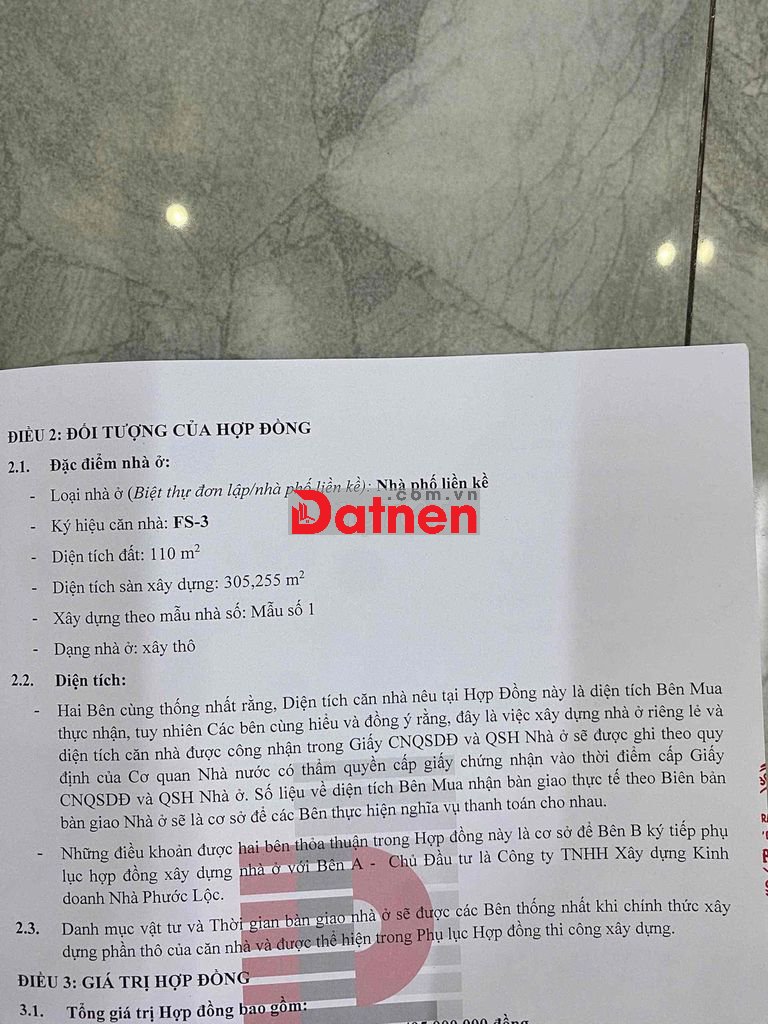 ĐIỀU 2: ĐỐI TƯỢNG CỦA HỢP ĐỒNG
2.1. Đặc điểm nhà ở:
- Loại nhà ở (Biệt thự đơn lập/nhà phố liền kề): Nhà phố liền kề
.com.vn
Datnen
- Ký hiệu căn nhà: FS-3
- Diện tích đất: 110 m²
- Diện tích sàn xây dựng: 305,255 m²
- Xây dựng theo mẫu nhà số: Mẫu số 1
- Dạng nhà ở: xây thô
2.2. Diện tích:
- Hai Bên cùng thống nhất rằng, Diện tích căn nhà nêu tại Hợp Đồng này là diện tích Bên Mua
thực nhận, tuy nhiên Các bên cùng hiểu và đồng ý rằng, đây là việc xây dựng nhà ở riêng lẻ và
diện tích căn nhà được công nhận trong Giấy CNQSDĐ và QSH Nhà ở sẽ được ghi theo quy
định của Cơ quan Nhà nước có thẩm quyền cấp giấy chứng nhận vào thời điểm cấp Giấy
CNQSDĐ và QSH Nhà ở. Số liệu về diện tích Bên Mua nhận bàn giao thực tế theo Biên bản
bàn giao Nhà ở sẽ là cơ sở để các Bên thực hiện nghĩa vụ thanh toán cho nhau.
- Những điều khoản được hai bên thỏa thuận trong Hợp đồng này là cơ sở để Bên B ký tiếp phụ
lục hợp đồng xây dựng nhà ở với Bên A - Chủ Đầu tư là Công ty TNHH Xây dựng Kinh
doanh Nhà Phước Lộc.
2.3. Danh mục vật tư và Thời gian bàn giao nhà ở sẽ được các Bên thống nhất khi chính thức xây
dựng phần thô của căn nhà và được thể hiện trong Phụ lục Hợp đồng thi công xây dựng.
ĐIỀU 3: GIÁ TRỊ HỢP ĐỒNG
3.1. Tổng giá trị Hợp đồng bao gồm:
000.000 đồng